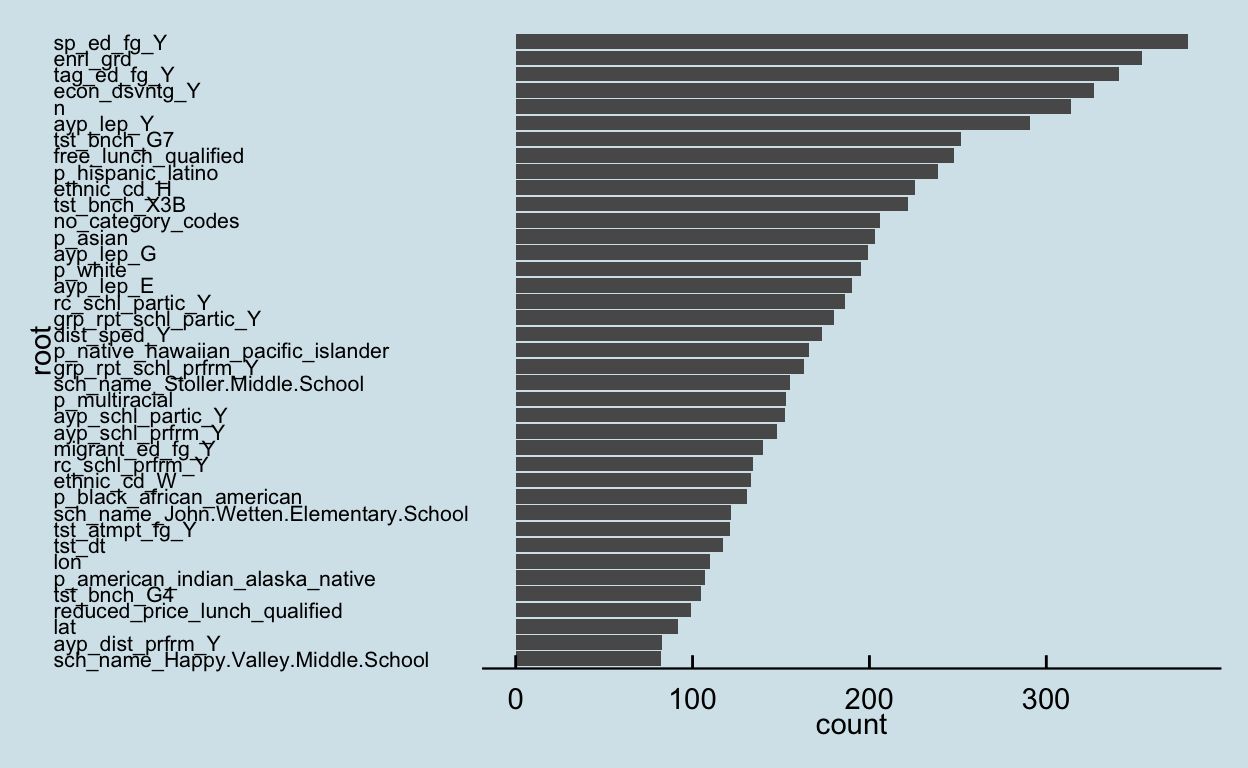 sp_ed_fg_Y
enrl_grd
tag_ed_fg_Y
econ_dsvntg_Y
n
ayp_lep_Y
tst_bnch_G7
free_lunch_qualified
p_hispanic_latino
ethnic_cd_H
tst_bnch_X3B
no_category_codes
p_asian
ayp_lep_G
p_white
ayp_lep_E
rc_schl_partic_Y
grp_rpt_schl_partic_Y
dist_sped_Y
p_native_hawaiian_pacific_islander
grp_rpt_schl_prfrm_Y
sch_name_Stoller.Middle.School
p_multiracial
ayp_schl_partic_Y
ayp_schl_prfrm_Y
migrant_ed_fg_Y
rc_schl_prfrm_Y
ethnic_cd_W
p_black_african_american
sch_name_John.Wetten.Elementary.School
tst_atmpt_fg_Y
tst_dt
lon
p_american_indian_alaska_native
tst_bnch_G4
reduced_price_lunch_qualified
lat
ayp_dist_prfrm_Y
sch_name_Happy.Valley.Middle.School
root
0 100 200 300
count